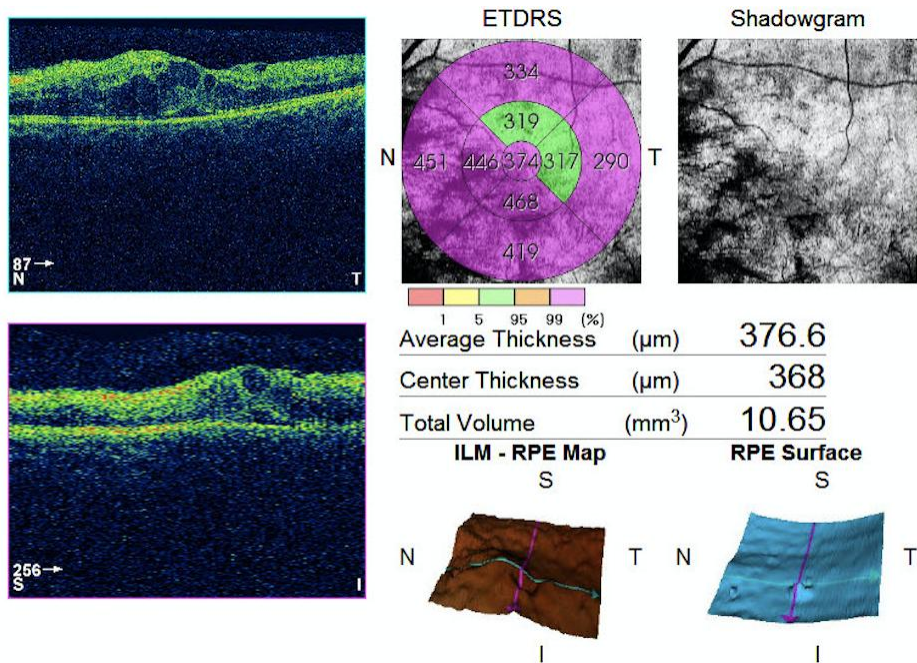 ETDRS
Shadowgram
87
N
T
N
334
319
451 446 374 317 290
468
419
T
1 5 95 99 (%)
256
S
I
Average Thickness (µm) 376.6
Center Thickness (µm) 368
Total Volume (mm³) 10.65
ILM - RPE Map
S
N
T
I
RPE Surface
S
N
T
I